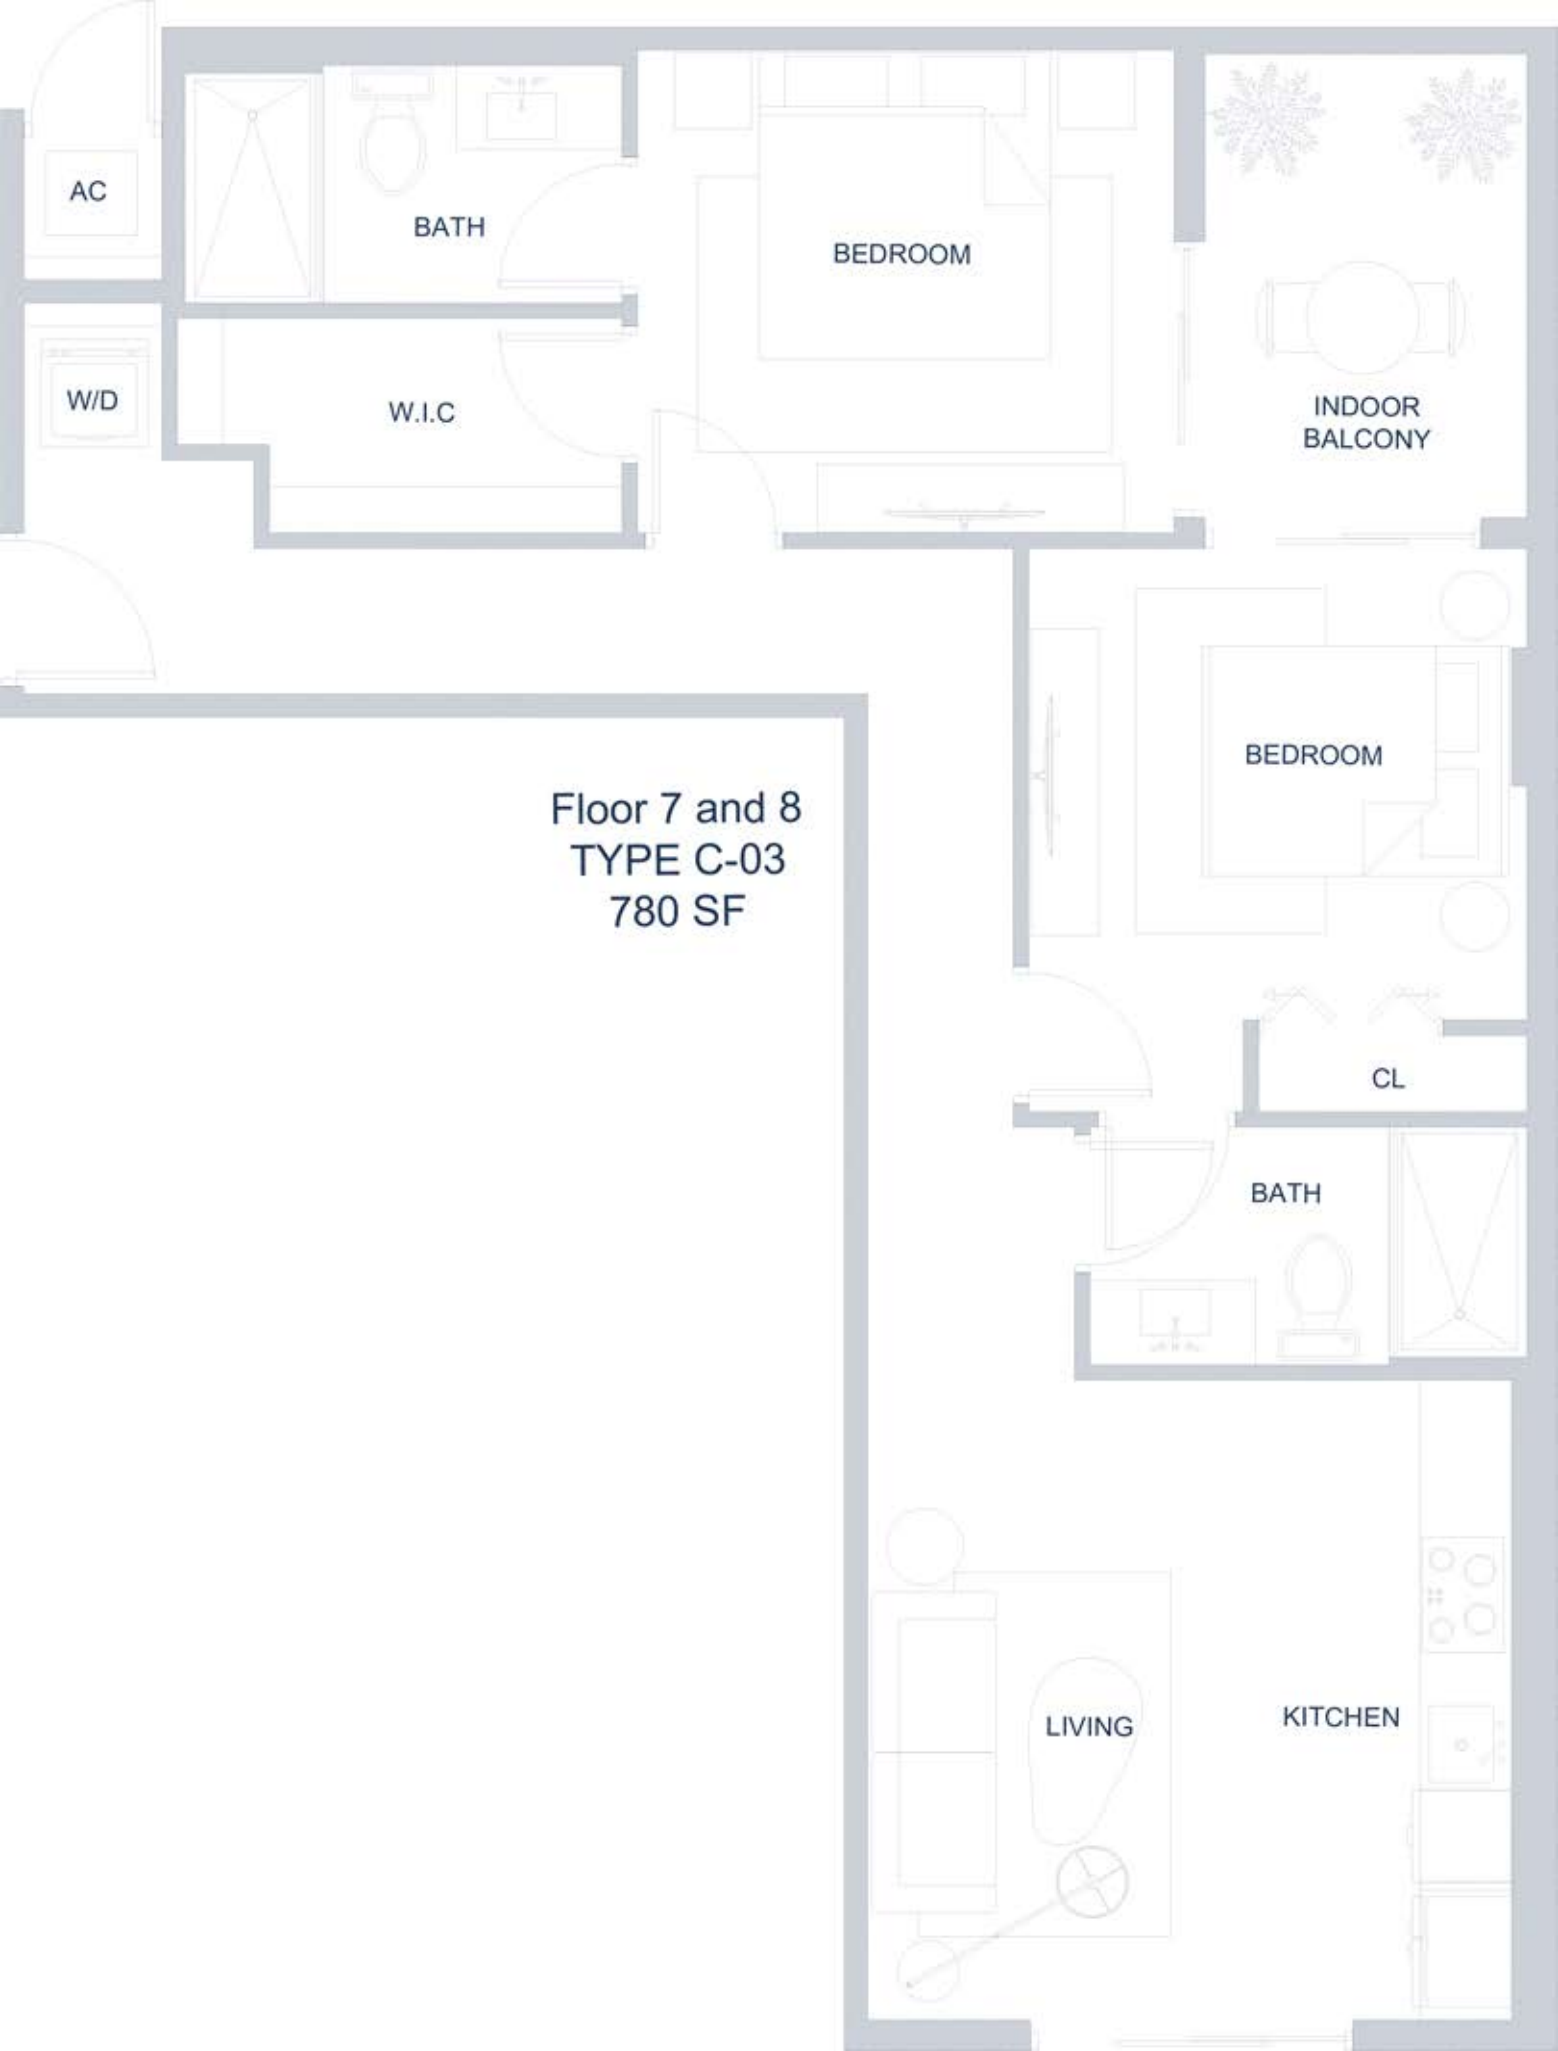 AC
BATH
BEDROOM
W/D
W.I.C
INDOOR
BALCONY
BEDROOM
Floor 7 and 8
TYPE C-03
780 SF
CL
BATH
LIVING
KITCHEN